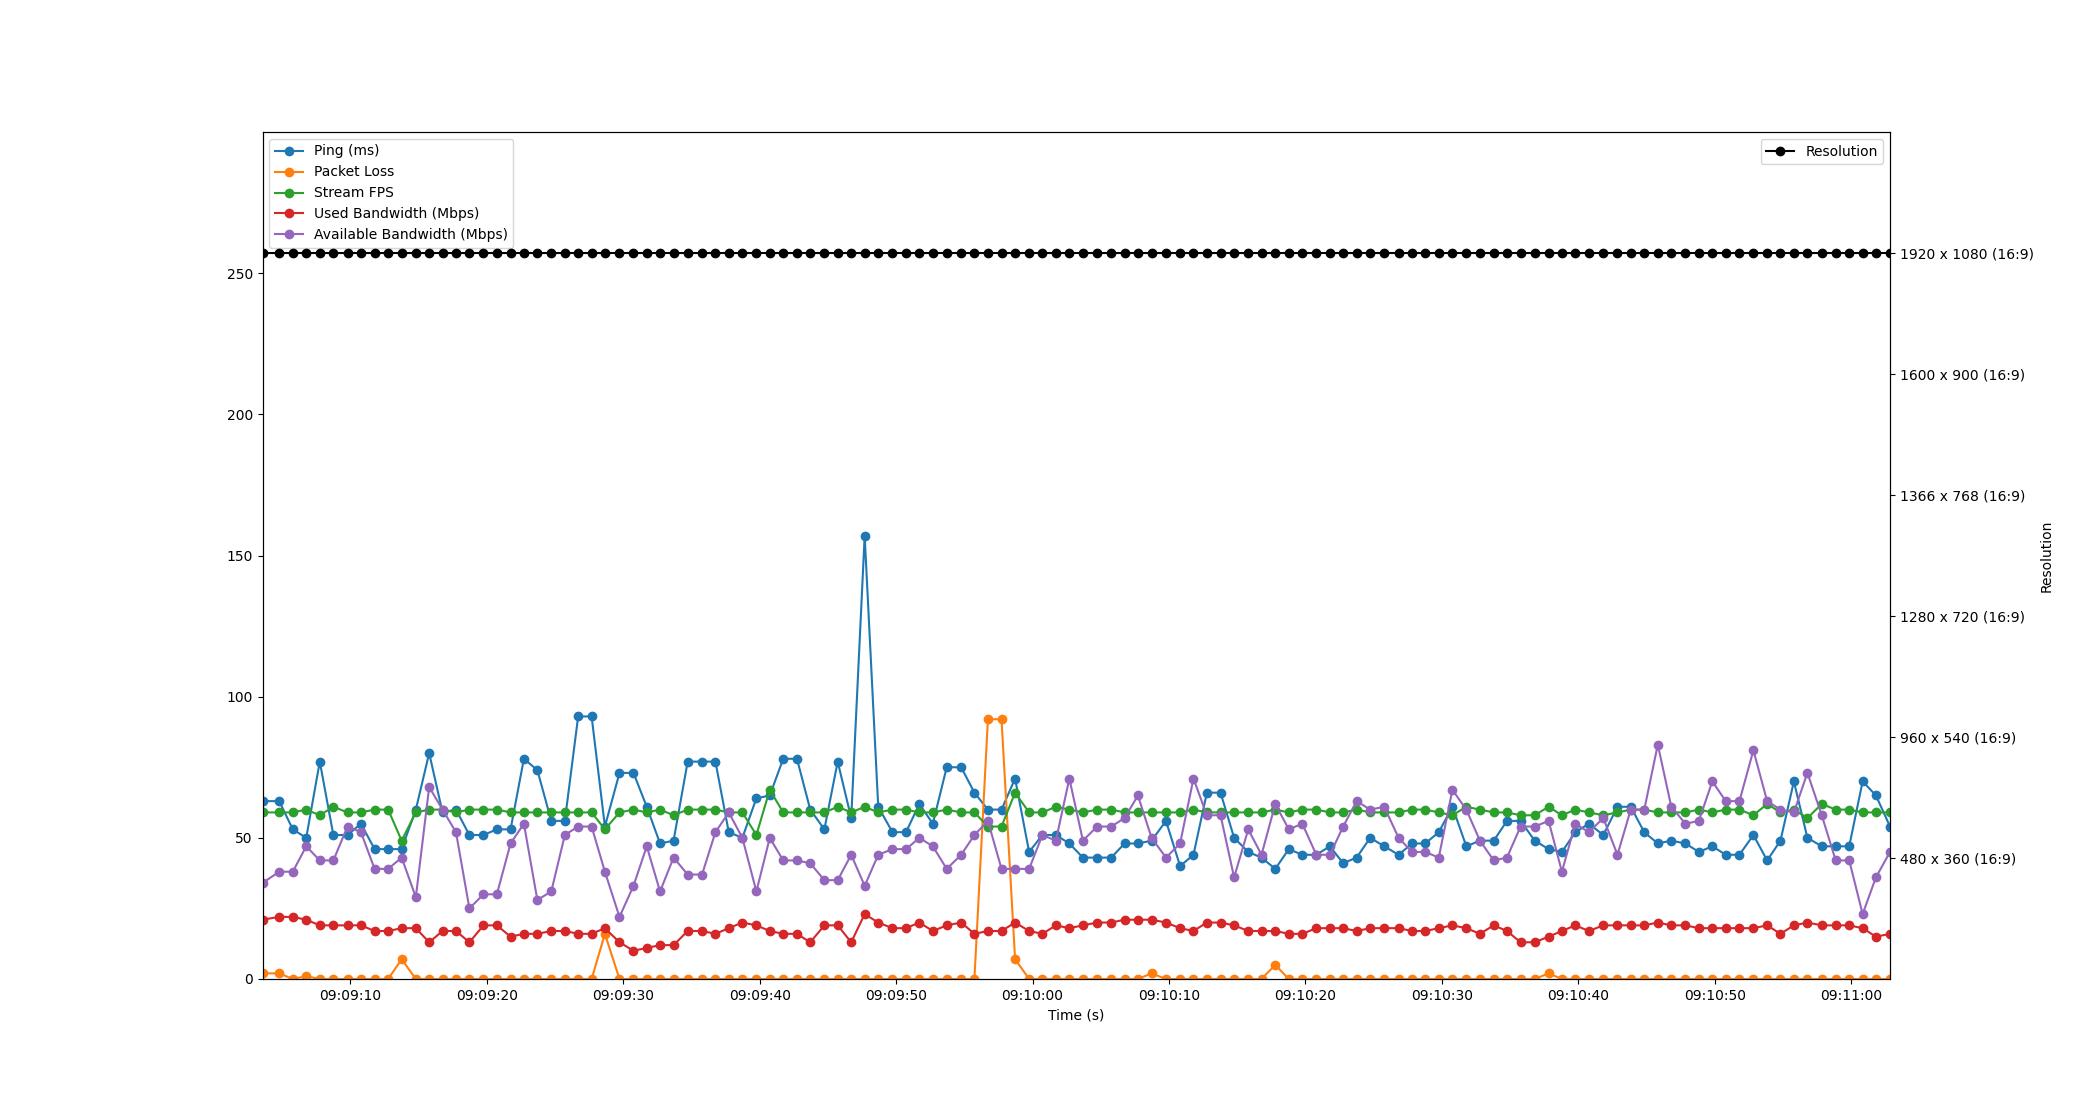 Ping (ms)
Packet Loss
Stream FPS
Used Bandwidth (Mbps)
Available Bandwidth (Mbps)
Resolution
250
200
150
100
50
0
1920 x 1080 (16:9)
1600 x 900 (16:9)
1366 x 768 (16:9)
1280 x 720 (16:9)
960 x 540 (16:9)
480 x 360 (16:9)
Resolution
09:09:10 09:09:20 09:09:30 09:09:40 09:09:50 09:10:00 09:10:10 09:10:20 09:10:30 09:10:40 09:10:50 09:11:00
Time (s)